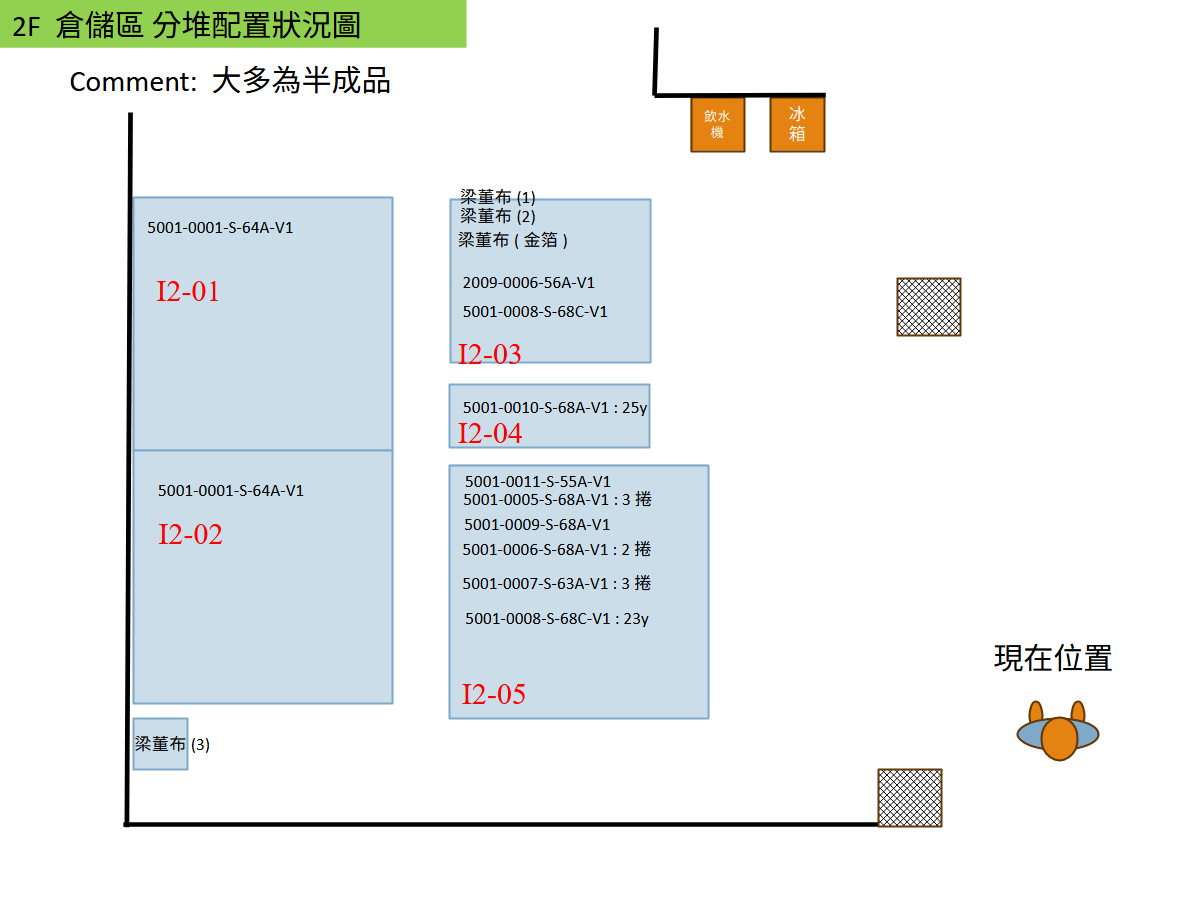 2F 倉儲區 分堆配置狀況圖
Comment: 大多為半成品
飲水
機
冰
箱
5001-0001-S-64A-V1
I2-01
5001-0001-S-64A-V1
I2-02
梁董布 (3)
梁董布 (1)
梁董布 (2)
梁董布 ( 金箔 )
2009-0006-56A-V1
5001-0008-S-68C-V1
I2-03
5001-0010-S-68A-V1 : 25y
I2-04
5001-0011-S-55A-V1
5001-0005-S-68A-V1 : 3 捲
5001-0009-S-68A-V1
5001-0006-S-68A-V1 : 2 捲
5001-0007-S-63A-V1 : 3 捲
5001-0008-S-68C-V1 : 23y
I2-05
現在位置